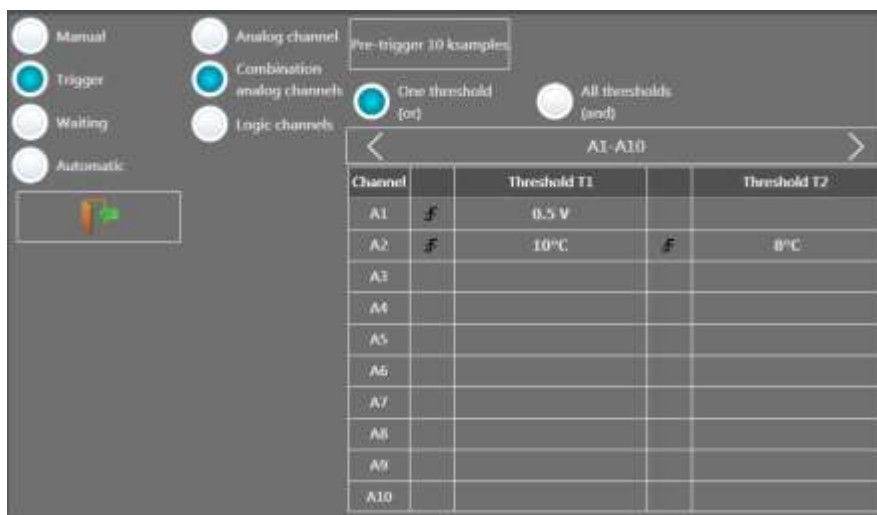 Manual
Trigger
Waiting
Automatic
Analog channel
Combination
analog channels
Logic channels
Pre-trigger 10 ksamples
One threshold
(or)
All thresholds
(and)
A1-A10
Channel Threshold T1 Threshold T2
A1 0.5 V
A2 10°C 8°C
A3
A4
A5
A6
A7
A8
A9
A10